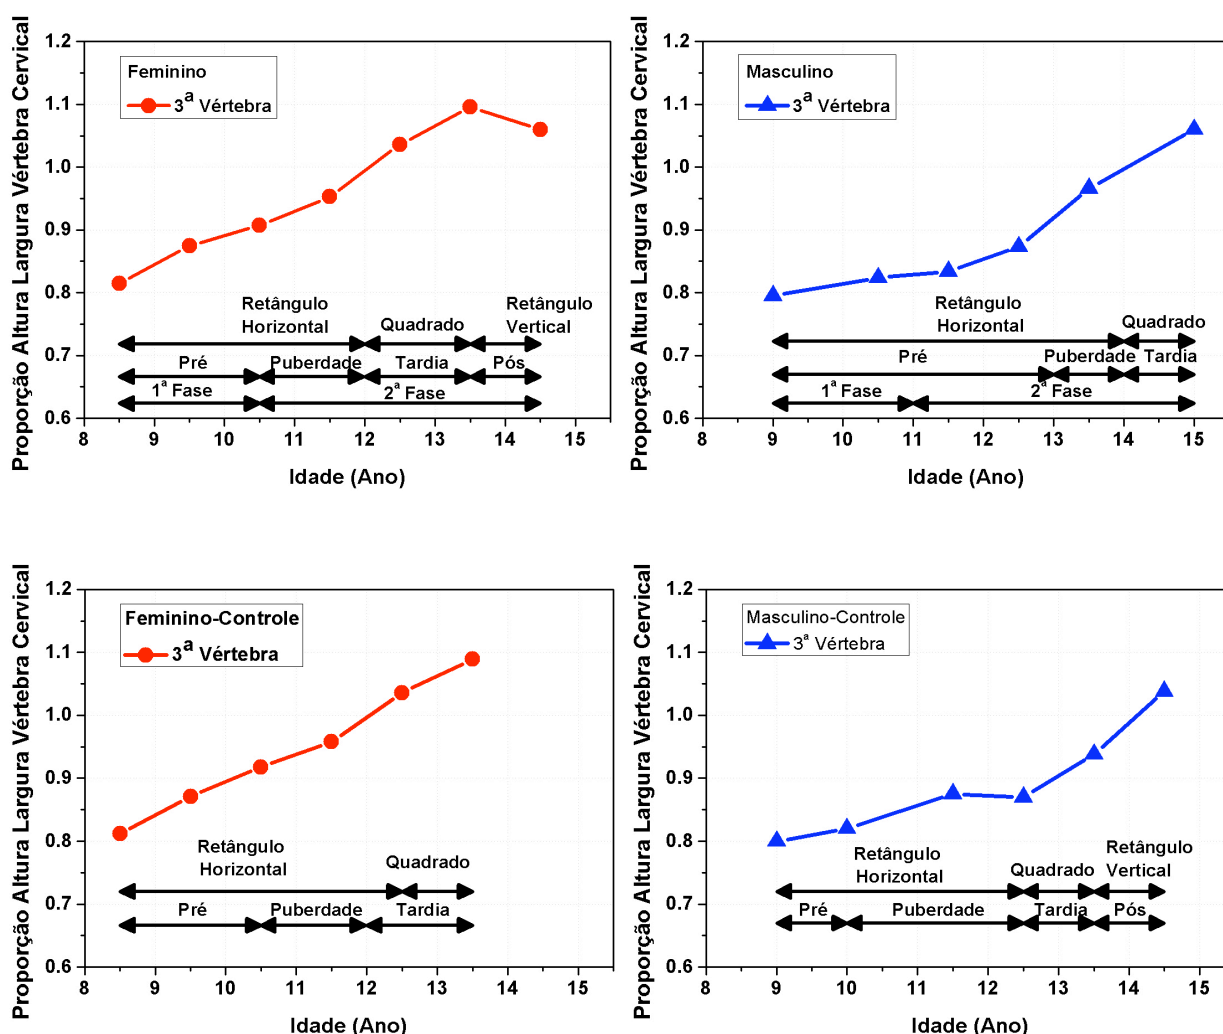 Proporção Altura Largura Vértebra Cervical
1.2
1.1
1.0
0.9
0.8
0.7
0.6
Feminino
3ª Vértebra
Retângulo
Horizontal
Quadrado
Retângulo
Vertical
Pré
Puberdade
Tardia
Pós
1ª Fase
2ª Fase
8 9 10 11 12 13 14 15
Idade (Ano)
Proporção Altura Largura Vértebra Cervical
1.2
1.1
1.0
0.9
0.8
0.7
0.6
Masculino
3ª Vértebra
Retângulo
Horizontal
Quadrado
Pré
Puberdade
Tardia
1ª Fase
2ª Fase
8 9 10 11 12 13 14 15
Idade (Ano)
Proporção Altura Largura Vértebra Cervical
1.2
1.1
1.0
0.9
0.8
0.7
0.6
Feminino-Controle
3ª Vértebra
Retângulo
Horizontal
Quadrado
Pré
Puberdade
Tardia
8 9 10 11 12 13 14 15
Idade (Ano)
Proporção Altura Largura Vértebra Cervical
1.2
1.1
1.0
0.9
0.8
0.7
0.6
Masculino-Controle
3ª Vértebra
Retângulo
Horizontal
Quadrado
Retângulo
Vertical
Pré
Puberdade
Tardia
Pós
8 9 10 11 12 13 14 15
Idade (Ano)